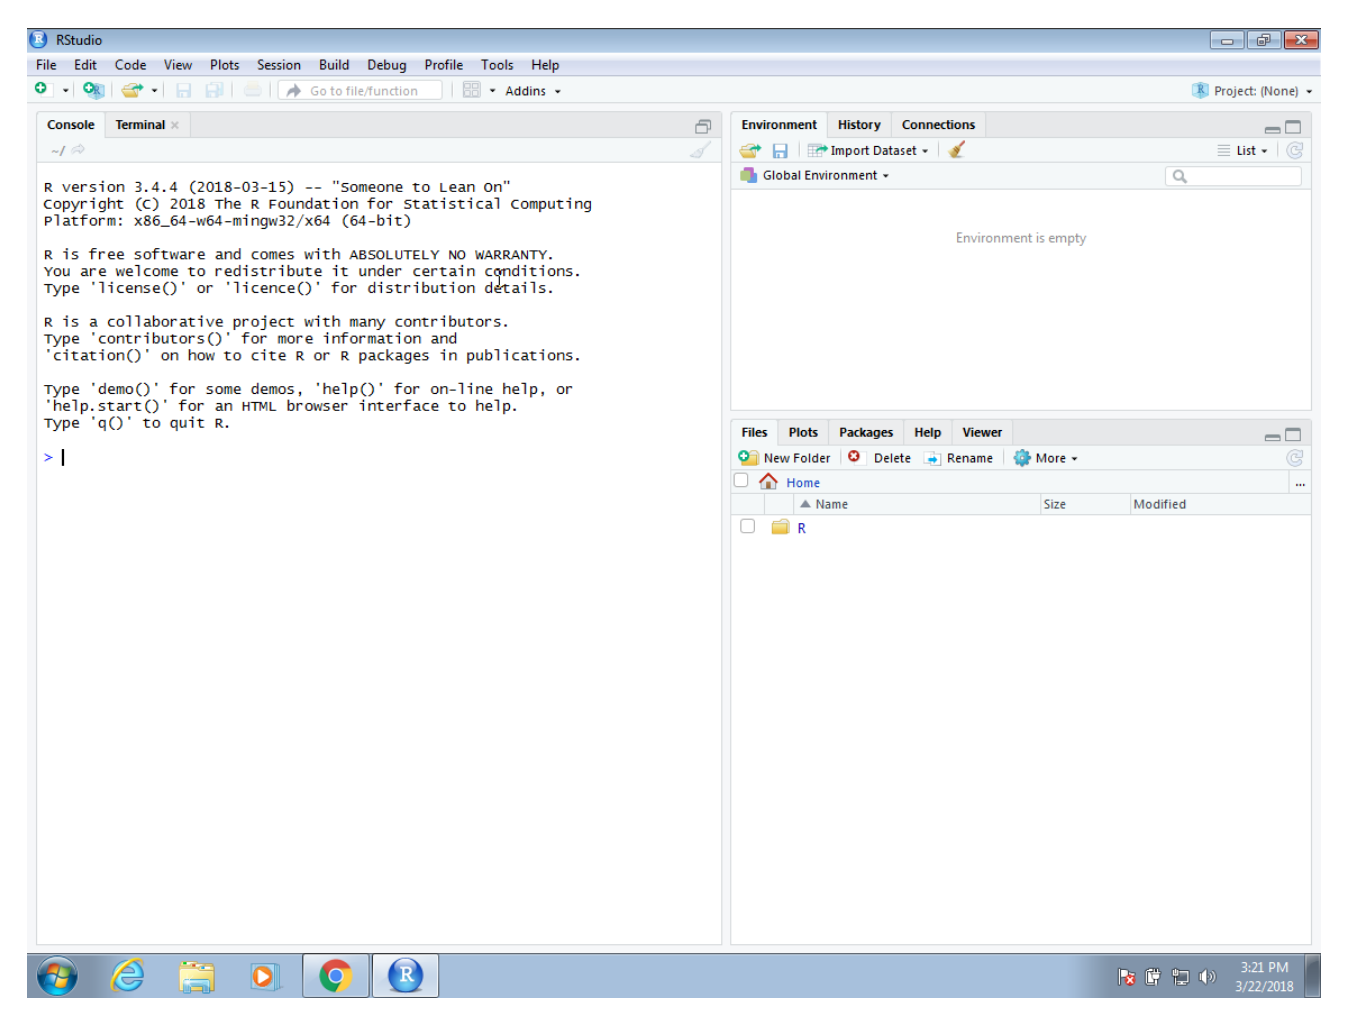 RStudio
File Edit Code View Plots Session Build Debug Profile Tools Help
Go to file/function Addins Project: (None)
Console Terminal
~/
R version 3.4.4 (2018-03-15) -- "Someone to Lean On"
Copyright (C) 2018 The R Foundation for Statistical Computing
Platform: x86_64-w64-mingw32/x64 (64-bit)
R is free software and comes with ABSOLUTELY NO WARRANTY.
You are welcome to redistribute it under certain conditions.
Type 'license()' or 'licence()' for distribution details.
R is a collaborative project with many contributors.
Type 'contributors()' for more information and
'citation()' on how to cite R or R packages in publications.
Type 'demo()' for some demos, 'help()' for on-line help, or
'help.start()' for an HTML browser interface to help.
Type 'q()' to quit R.
>
Environment History Connections
Import Dataset List
Global Environment
Environment is empty
Files Plots Packages Help Viewer
New Folder Delete Rename More
Home ...
Name Size Modified
R
3:21 PM
3/22/2018